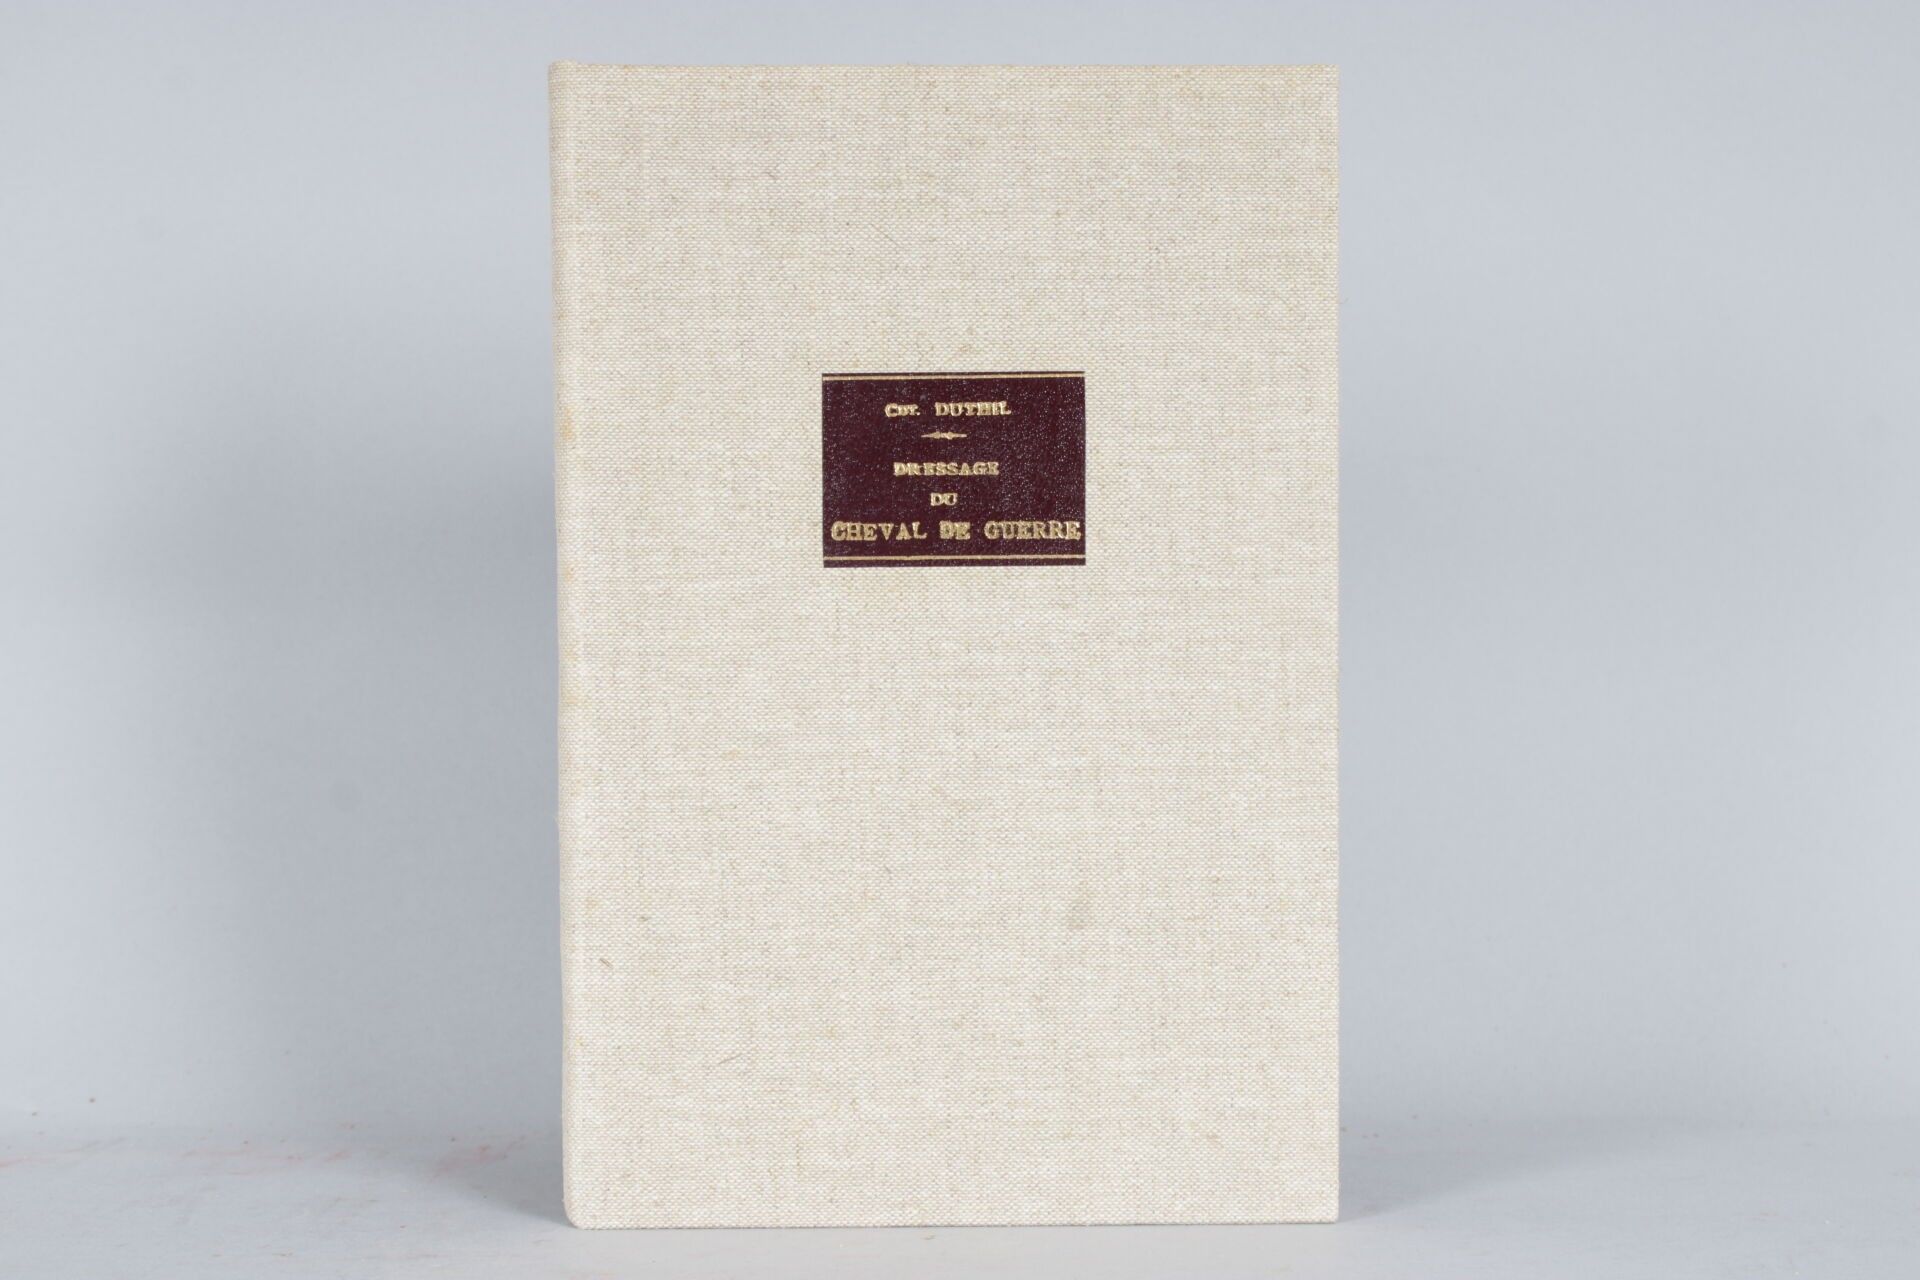 CDT. DUTHIL
DRESSAGE
DU
CHEVAL DE GUERRE